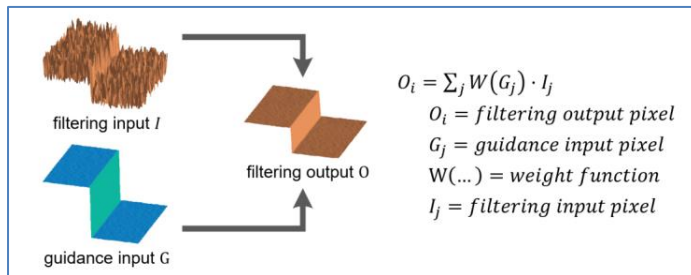 filtering input I
filtering output O
guidance input G
O_i = ∑_j W(G_j) · I_j
O_i = filtering output pixel
G_j = guidance input pixel
W(…) = weight function
I_j = filtering input pixel